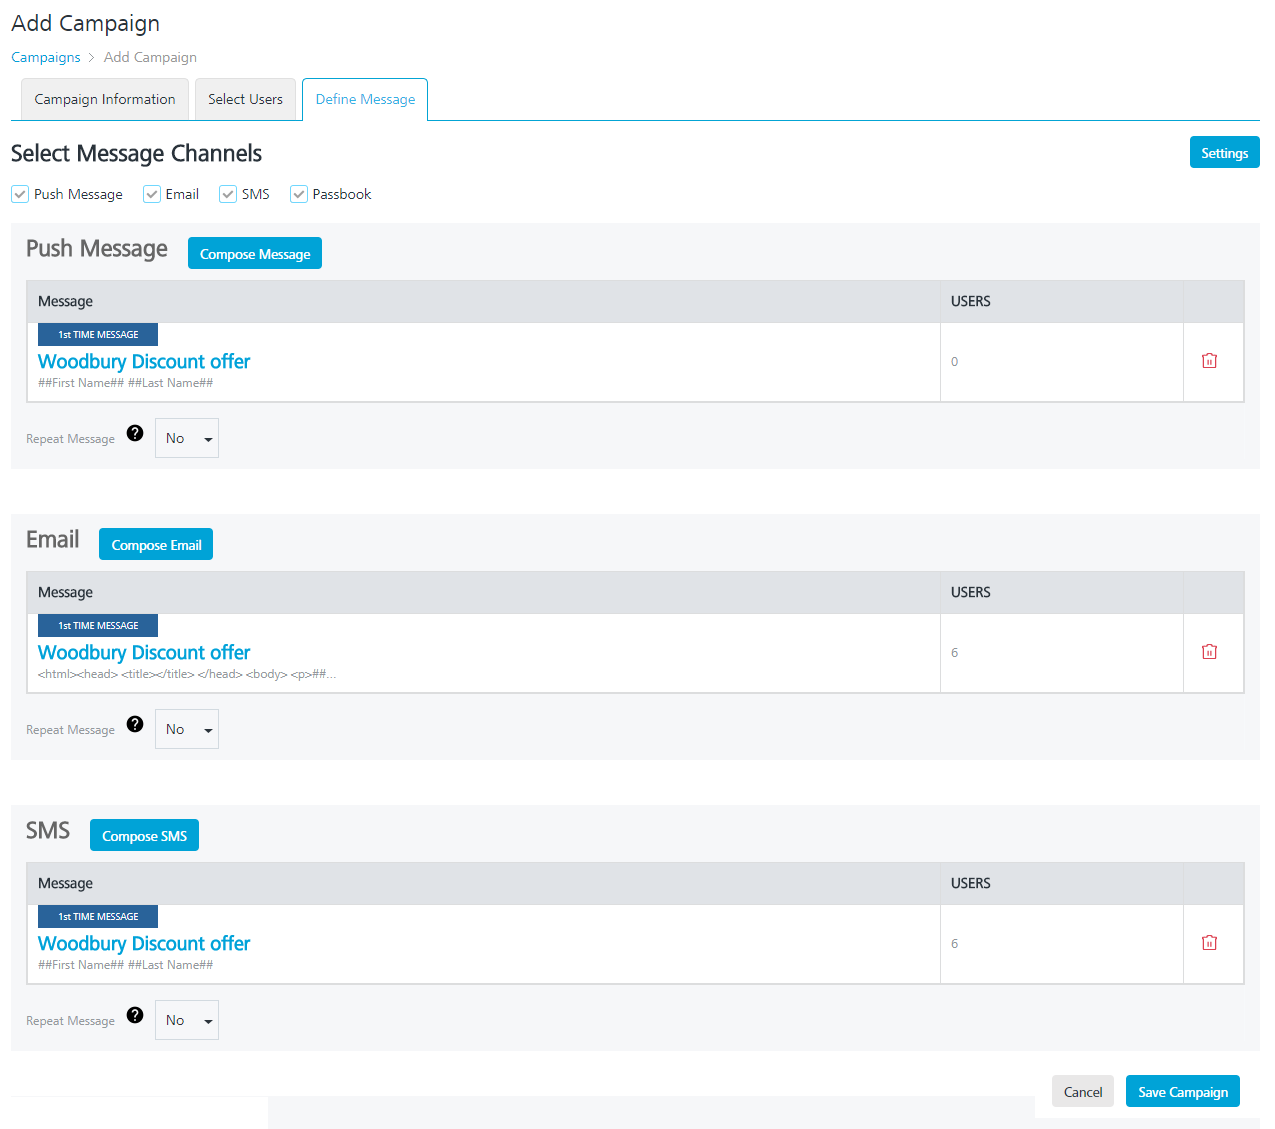 Add Campaign
Campaigns > Add Campaign
Campaign Information Select Users Define Message
Select Message Channels Settings
Push Message Email SMS Passbook
Push Message Compose Message
Message USERS
1st TIME MESSAGE
Woodbury Discount offer
##First Name## ##Last Name## 0
Repeat Message ? No
Email Compose Email
Message USERS
1st TIME MESSAGE
Woodbury Discount offer
<html><head> <title></title> </head> <body> <p>##... 6
Repeat Message ? No
SMS Compose SMS
Message USERS
1st TIME MESSAGE
Woodbury Discount offer
##First Name## ##Last Name## 6
Repeat Message ? No
Cancel Save Campaign